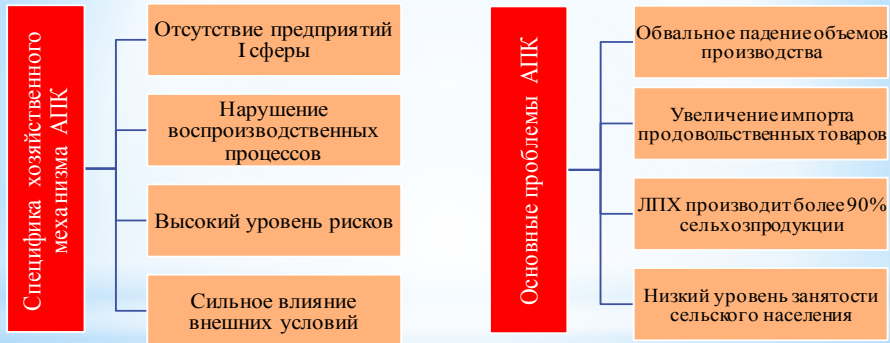 Специфика хозяйственного
механизма АПК
Отсутствие предприятий
I сферы
Нарушение
воспроизводственных
процессов
Высокий уровень рисков
Сильное влияние
внешних условий
Основные проблемы АПК
Обвальное падение объемов
производства
Увеличение импорта
продовольственных товаров
ЛПХ производит более 90%
сельхозпродукции
Низкий уровень занятости
сельского населения